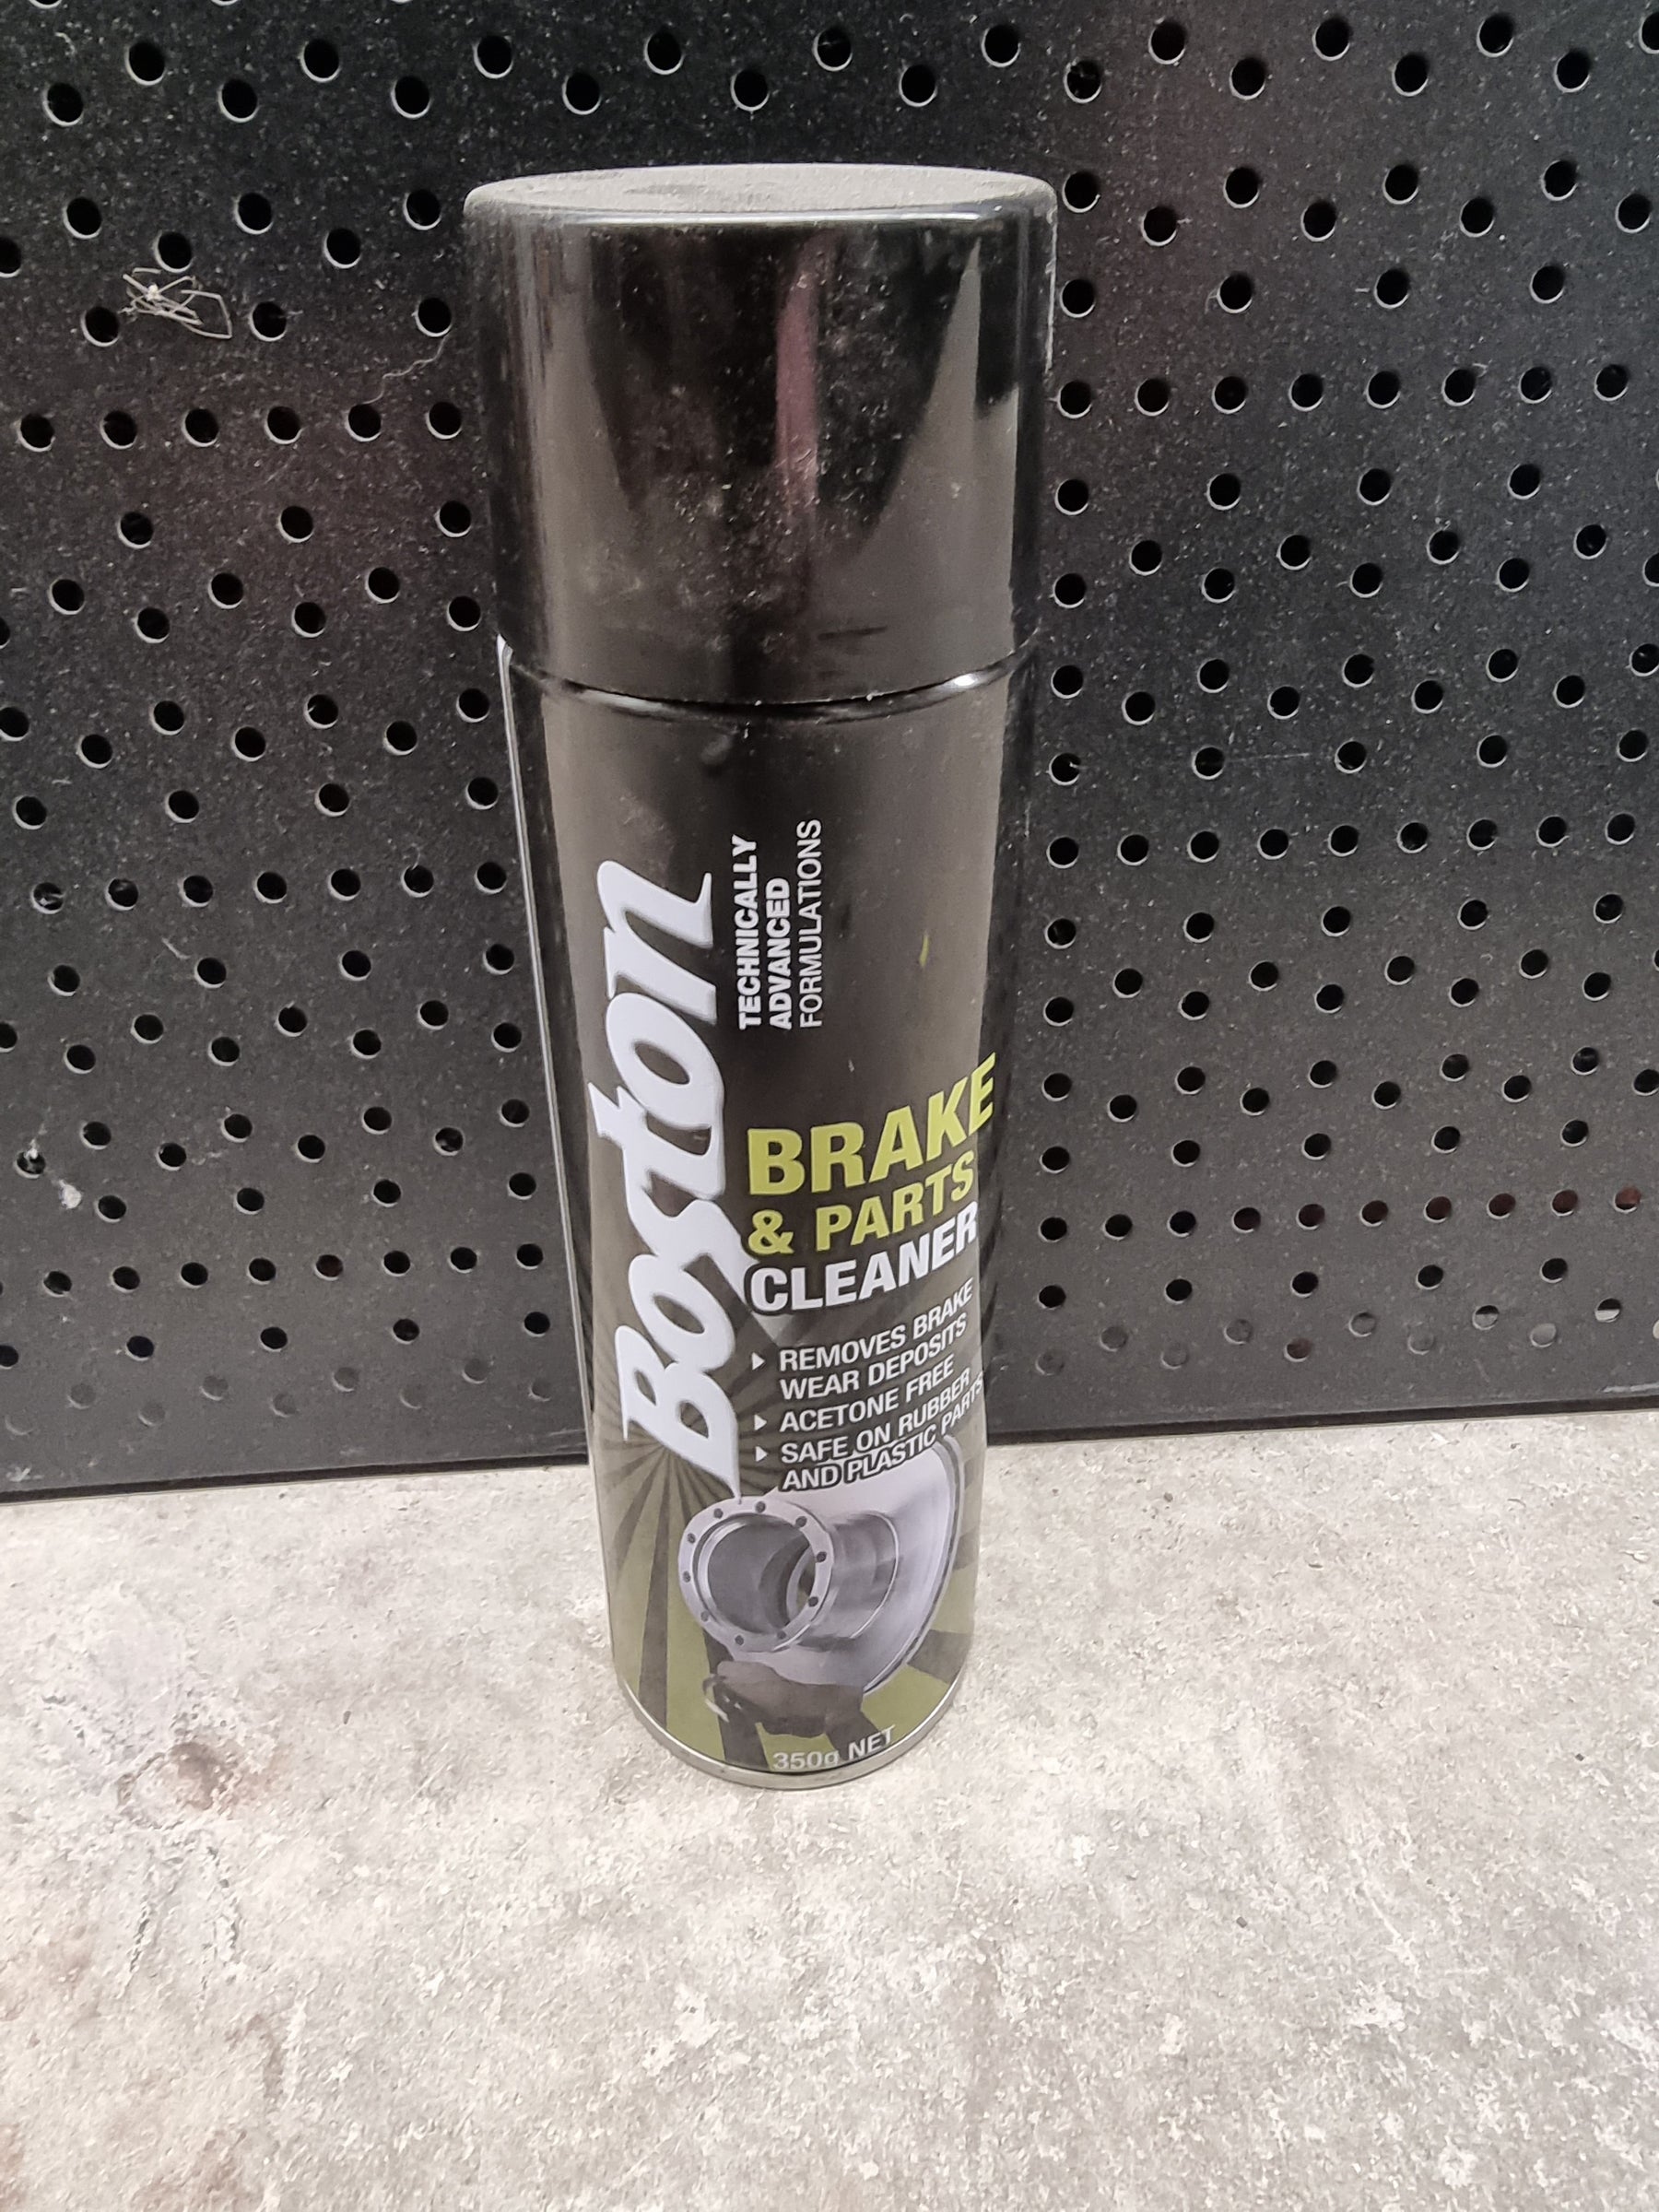 Boston
TECHNICALLY
ADVANCED
FORMULATIONS
BRAKE
& PARTS
CLEANER
REMOVES BRAKE
WEAR DEPOSITS
ACETONE FREE
SAFE ON RUBBER
AND PLASTIC PARTS
350g NET